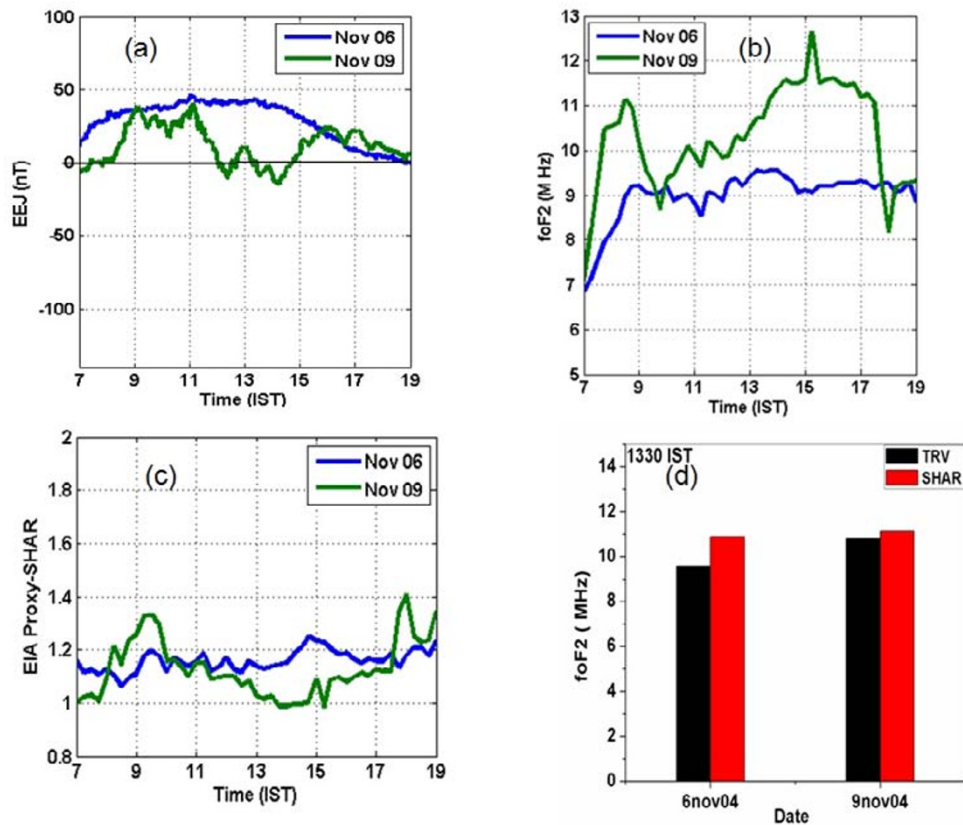 (a)
Nov 06
Nov 09
100
50
0
-50
-100
EEJ (nT)
7 9 11 13 15 17 19
Time (IST)
(b)
Nov 06
Nov 09
13
12
11
10
9
8
7
6
5
foF2 (M Hz)
7 9 11 13 15 17 19
Time (IST)
(c)
Nov 06
Nov 09
2
1.8
1.6
1.4
1.2
1
0.8
EIA Proxy-SHAR
7 9 11 13 15 17 19
Time (IST)
1330 IST
(d)
TRV
SHAR
14
12
10
8
6
4
2
0
foF2 ( MHz)
6nov04 9nov04
Date